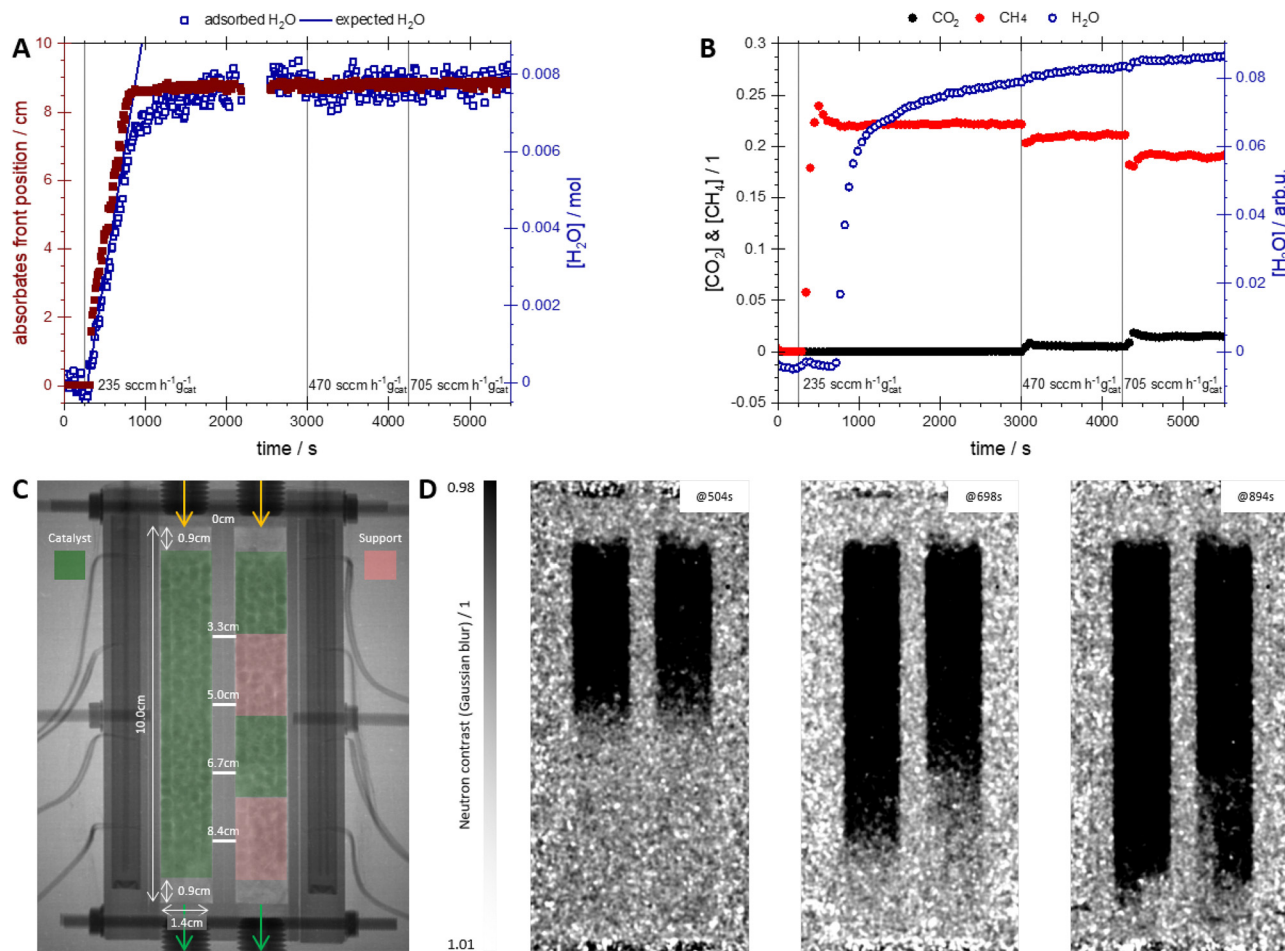 adsorbed H₂O expected H₂O
A
10
8
6
4
2
0
absorbates front position / cm
0.008
0.006
0.004
0.002
0
[H₂O] / mol
235 sccm h⁻¹g⁻¹cat
470 sccm h⁻¹g⁻¹cat
705 sccm h⁻¹g⁻¹cat
0 1000 2000 3000 4000 5000
time / s
CO₂ CH₄ H₂O
B
0.3
0.25
0.2
0.15
0.1
0.05
0
-0.05
[CO₂] & [CH₄] / 1
0.08
0.06
0.04
0.02
0
[H₂O] / arb.u.
235 sccm h⁻¹g⁻¹cat
470 sccm h⁻¹g⁻¹cat
705 sccm h⁻¹g⁻¹cat
0 1000 2000 3000 4000 5000
time / s
C
0cm
Catalyst
0.9cm
Support
3.3cm
5.0cm
10.0cm
6.7cm
8.4cm
0.9cm
1.4cm
D
0.98
Neutron contrast (Gaussian blur) / 1
1.01
@504s
@698s
@894s